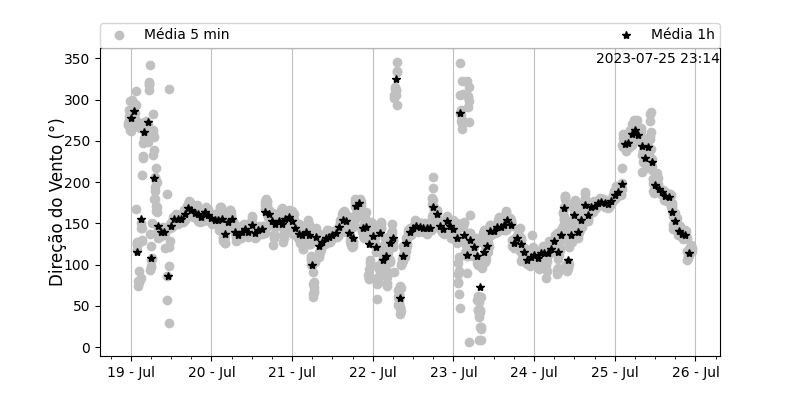 Média 5 min
Média 1h
2023-07-25 23:14
Direção do Vento (°)
350
300
250
200
150
100
50
0
19 - Jul
20 - Jul
21 - Jul
22 - Jul
23 - Jul
24 - Jul
25 - Jul
26 - Jul